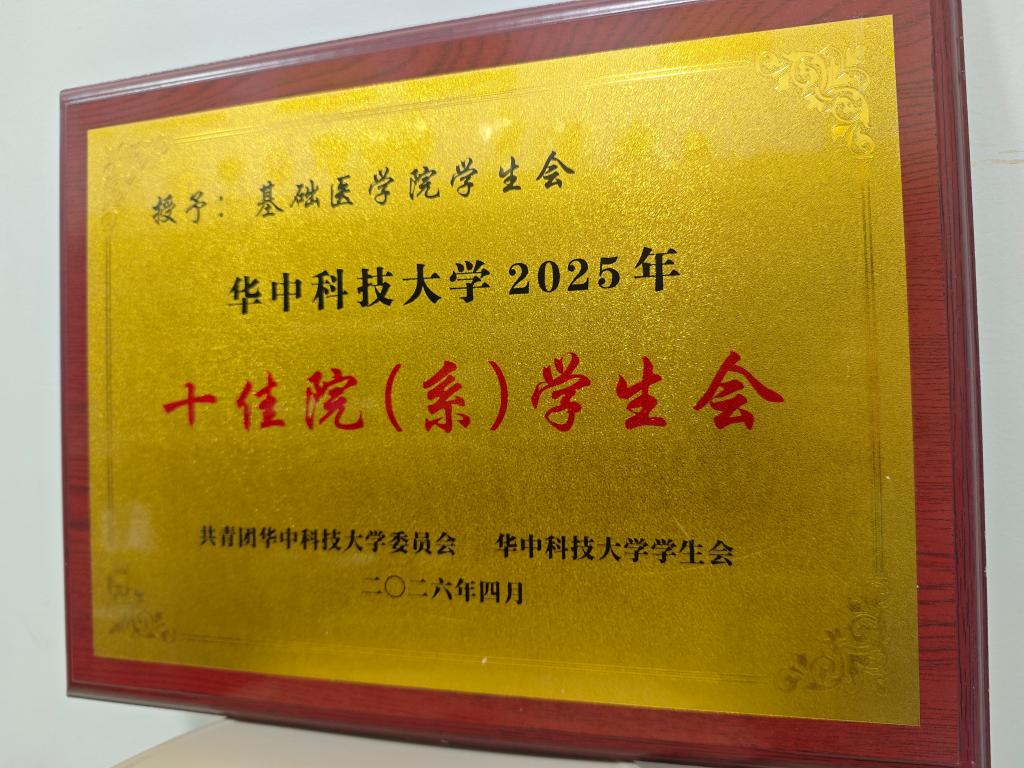 授予：基础医学院学生会
华中科技大学2025年
十佳院（系）学生会
共青团华中科技大学委员会 华中科技大学学生会
二〇二六年四月